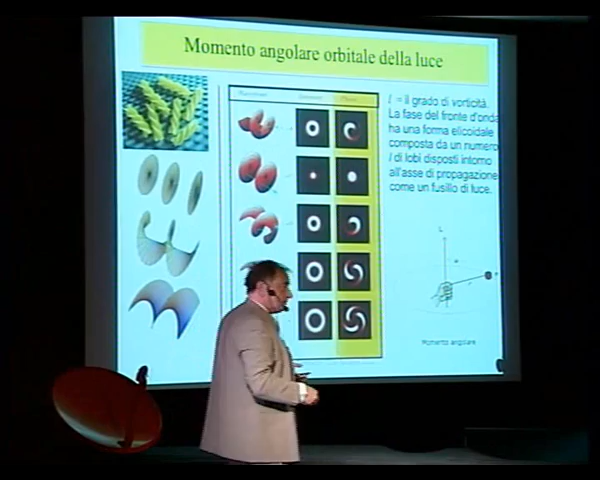 Momento angolare orbitale della luce
l = il grado di vorticità.
La fase del fronte d'onda
ha una forma elicoidale
composta da un numero
l di lobi disposti intorno
all'asse di propagazione
come un fusillo di luce.
Momento angolare